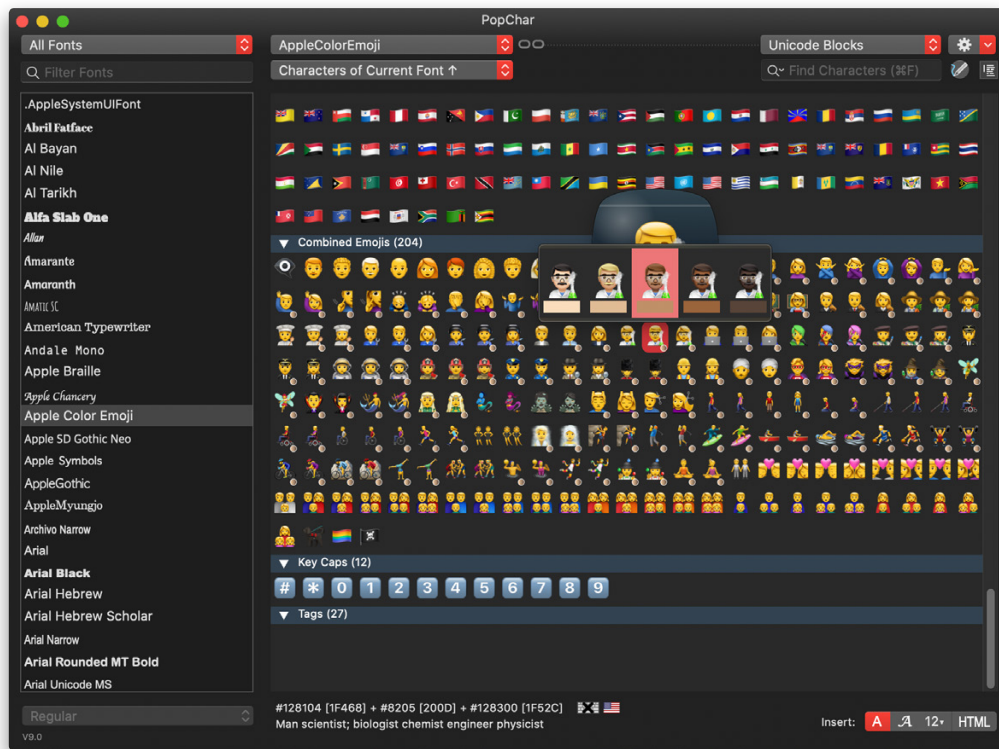 PopChar
All Fonts
AppleColorEmoji
Unicode Blocks
Filter Fonts
Characters of Current Font ↑
Find Characters (⌘F)
.AppleSystemUIFont
Abril Fatface
Al Bayan
Al Nile
Al Tarikh
Alfa Slab One
Allan
Amarante
Amaranth
AMATIC SC
American Typewriter
Andale Mono
Apple Braille
Apple Chancery
Apple Color Emoji
Apple SD Gothic Neo
Apple Symbols
AppleGothic
AppleMyungjo
Archivo Narrow
Arial
Arial Black
Arial Hebrew
Arial Hebrew Scholar
Arial Narrow
Arial Rounded MT Bold
Arial Unicode MS
Regular
V9.0
▼ Combined Emojis (204)
▼ Key Caps (12)
# * 0 1 2 3 4 5 6 7 8 9
▼ Tags (27)
#128104 [1F468] + #8205 [200D] + #128300 [1F52C]
Man scientist; biologist chemist engineer physicist
Insert: A A 12 HTML